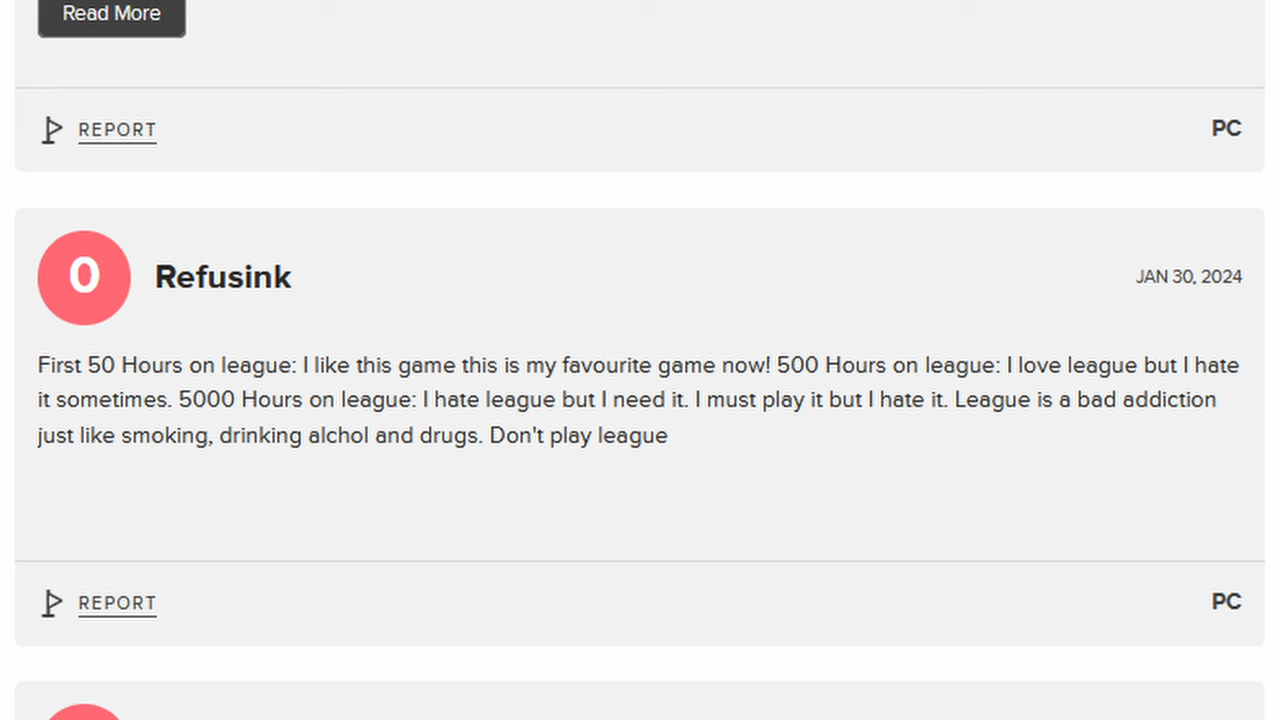 Read More
REPORT
PC
0
Refusink
JAN 30, 2024
First 50 Hours on league: I like this game this is my favourite game now! 500 Hours on league: I love league but I hate
it sometimes. 5000 Hours on league: I hate league but I need it. I must play it but I hate it. League is a bad addiction
just like smoking, drinking alchol and drugs. Don't play league
REPORT
PC